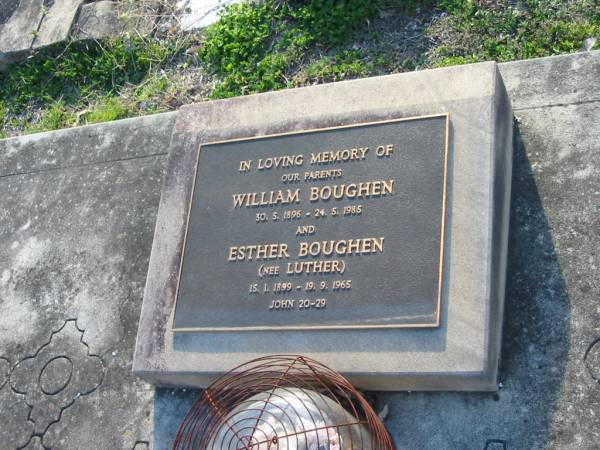 IN LOVING MEMORY OF
OUR PARENTS
WILLIAM BOUGHEN
30. 5. 1896 - 24. 5. 1985
AND
ESTHER BOUGHEN
(NEE LUTHER)
15. 1. 1899 - 19. 9. 1965
JOHN 20-29